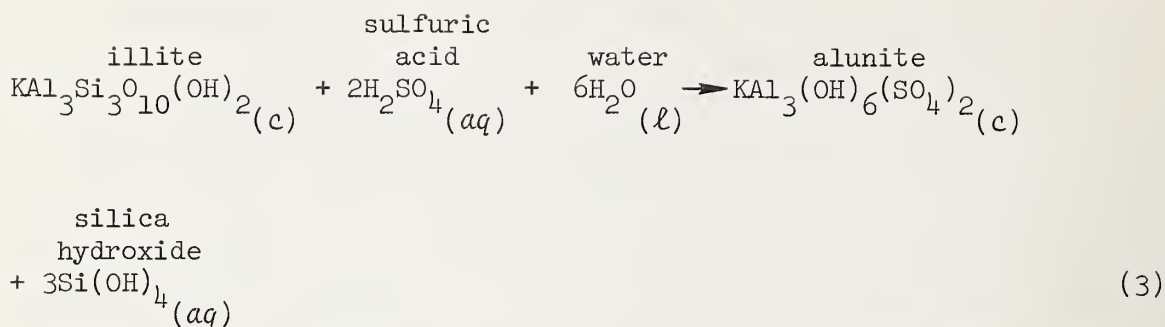 illite sulfuric acid water alunite
KAl₃Si₃O₁₀(OH)₂(c) + 2H₂SO₄(aq) + 6H₂O(ℓ) → KAl₃(OH)₆(SO₄)₂(c)
silica
hydroxide
+ 3Si(OH)₄(aq) (3)